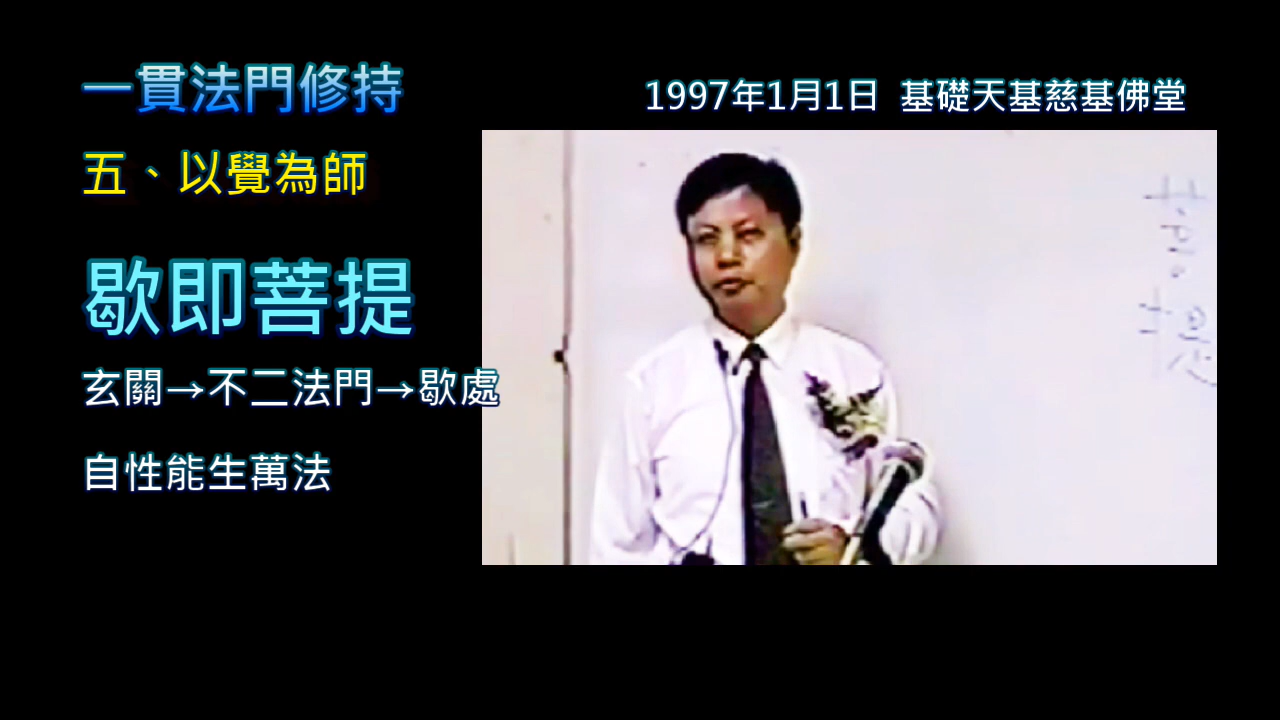 一貫法門修持
1997年1月1日 基礎天基慈基佛堂
五、以覺為師
歇即菩提
玄關→不二法門→歇處
自性能生萬法